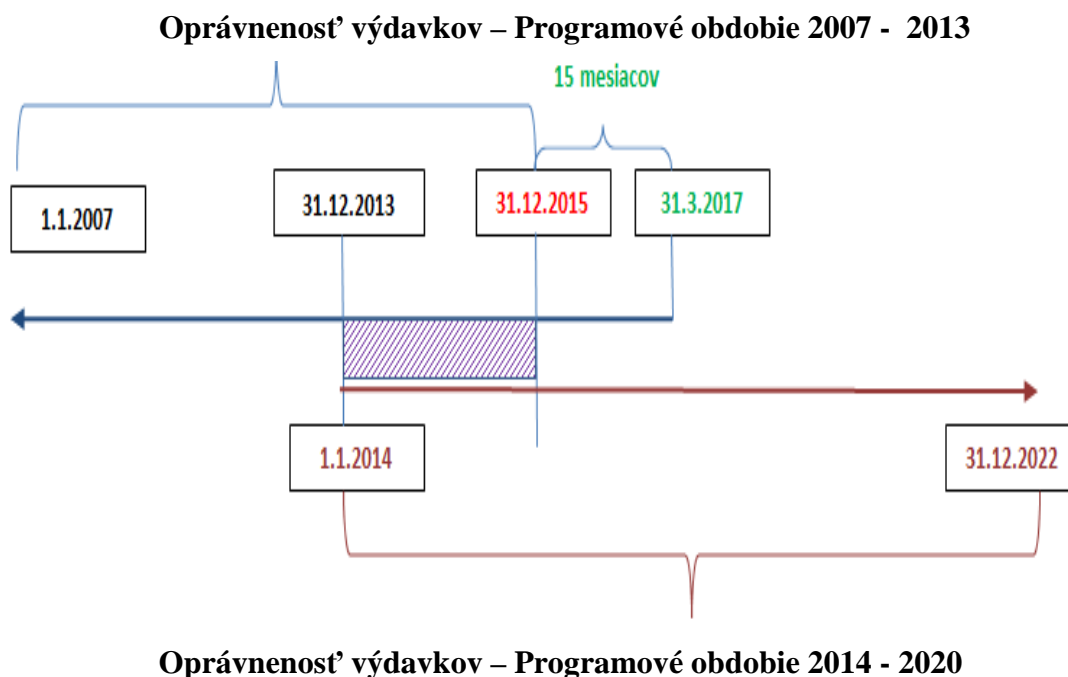 Oprávnenosť výdavkov – Programové obdobie 2007 - 2013
15 mesiacov
1.1.2007
31.12.2013
31.12.2015
31.3.2017
1.1.2014
31.12.2022
Oprávnenosť výdavkov – Programové obdobie 2014 - 2020